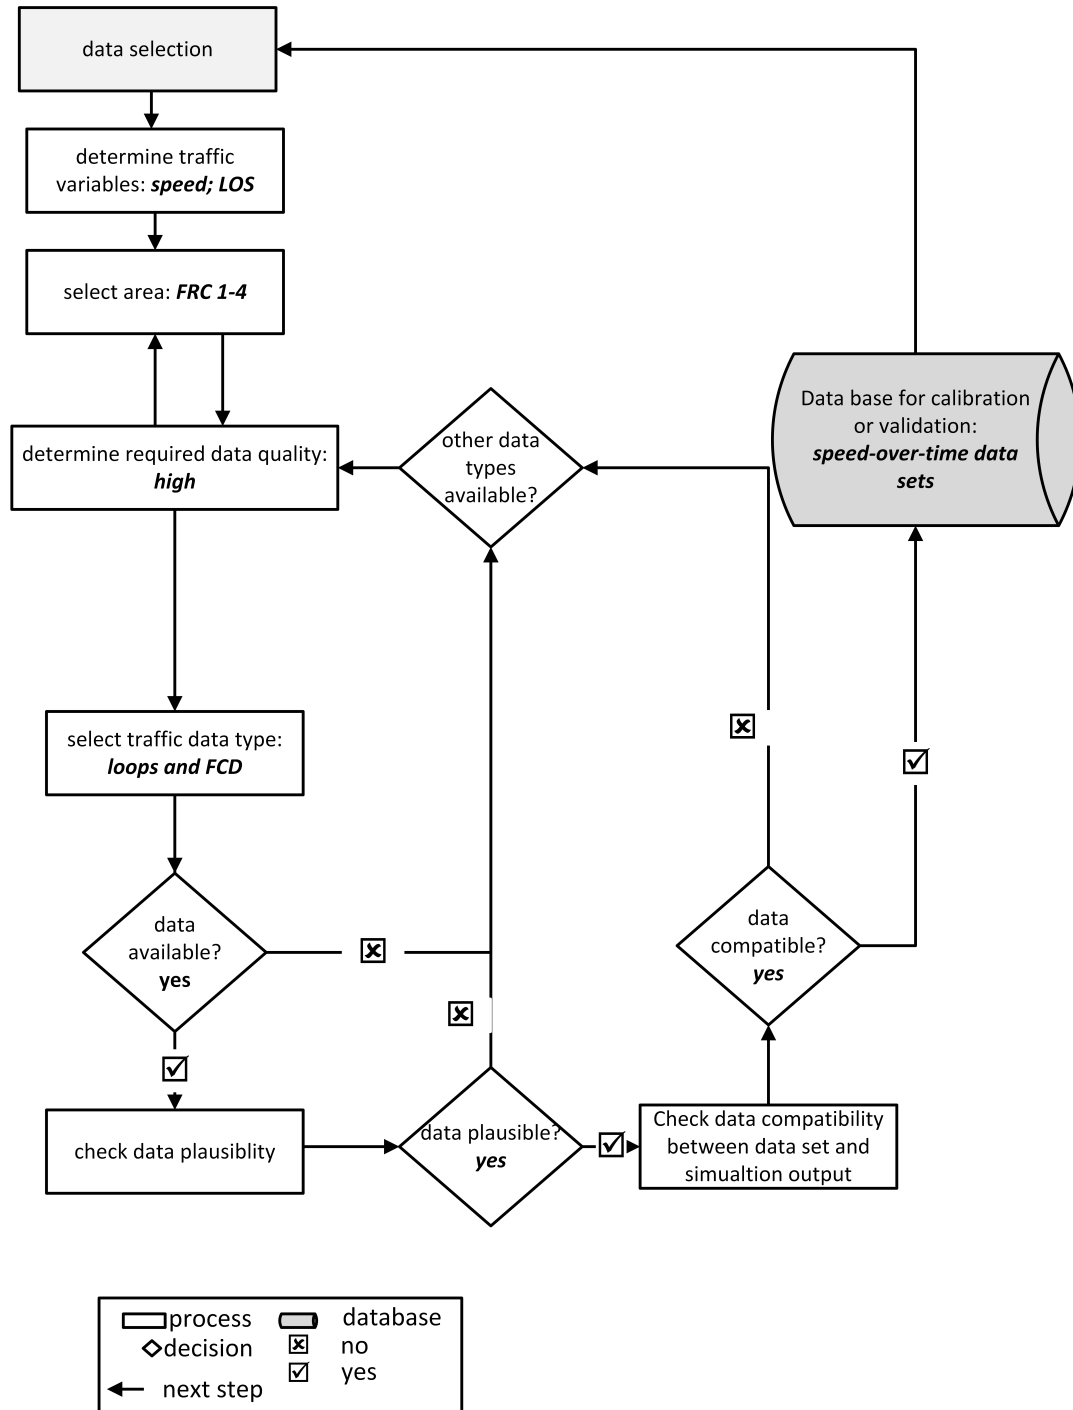 data selection
determine traffic
variables: speed; LOS
select area: FRC 1-4
determine required data quality:
high
other data
types
available?
Data base for calibration
or validation:
speed-over-time data
sets
select traffic data type:
loops and FCD
data
available?
yes
data
compatible?
yes
check data plausiblity
data plausible?
yes
Check data compatibility
between data set and
simualtion output
process
database
decision
no
yes
next step